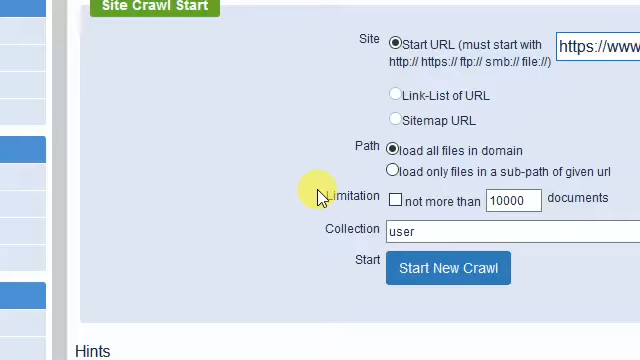 Site Crawl Start
Site
Start URL (must start with
http:// https:// ftp:// smb:// file://)
https://www
Link-List of URL
Sitemap URL
Path
load all files in domain
load only files in a sub-path of given url
Limitation
not more than 10000 documents
Collection
user
Start
Start New Crawl
Hints